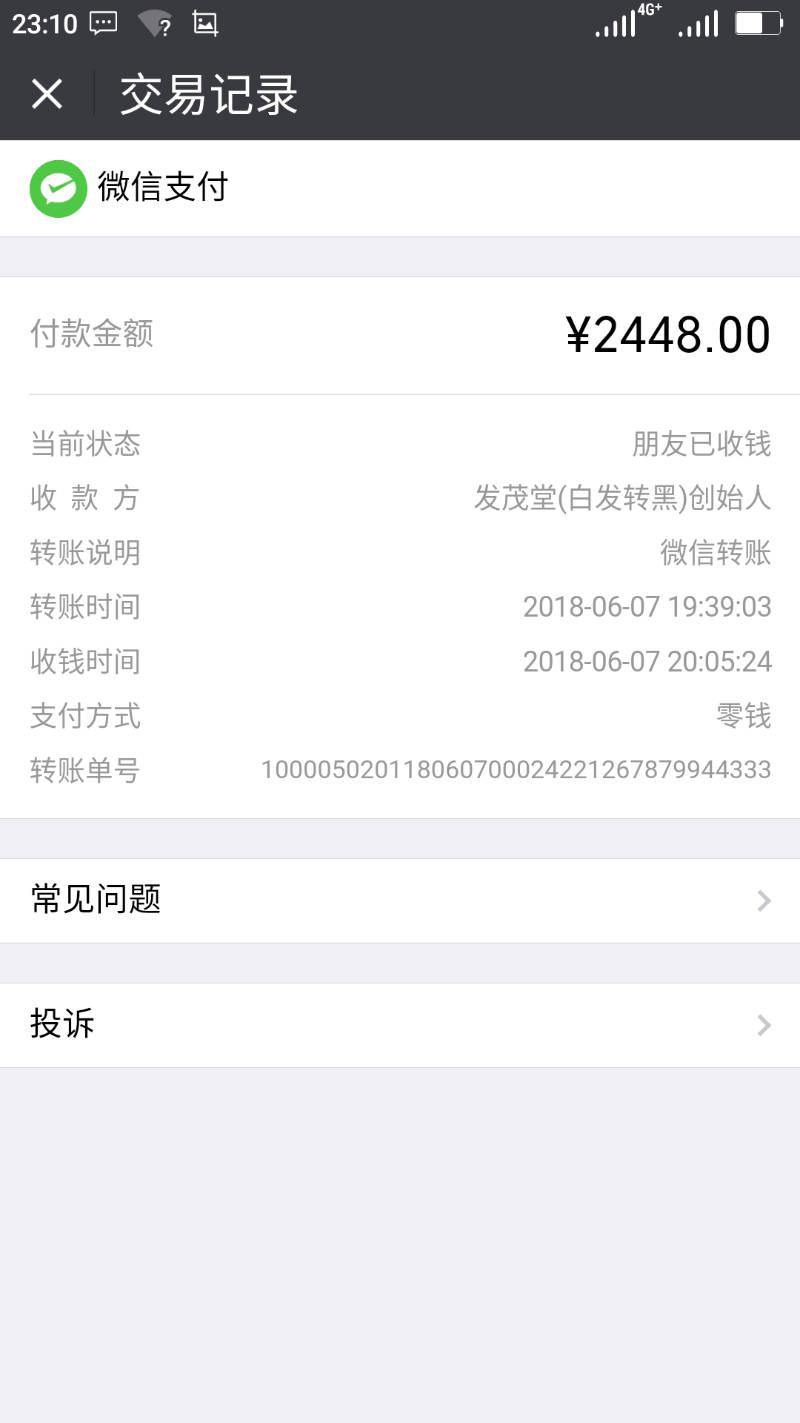 23:10
4G+
交易记录
微信支付
付款金额 ¥2448.00
当前状态 朋友已收钱
收款方 发茂堂(白发转黑)创始人
转账说明 微信转账
转账时间 2018-06-07 19:39:03
收钱时间 2018-06-07 20:05:24
支付方式 零钱
转账单号 100005020118060700024221267879944333
常见问题
投诉